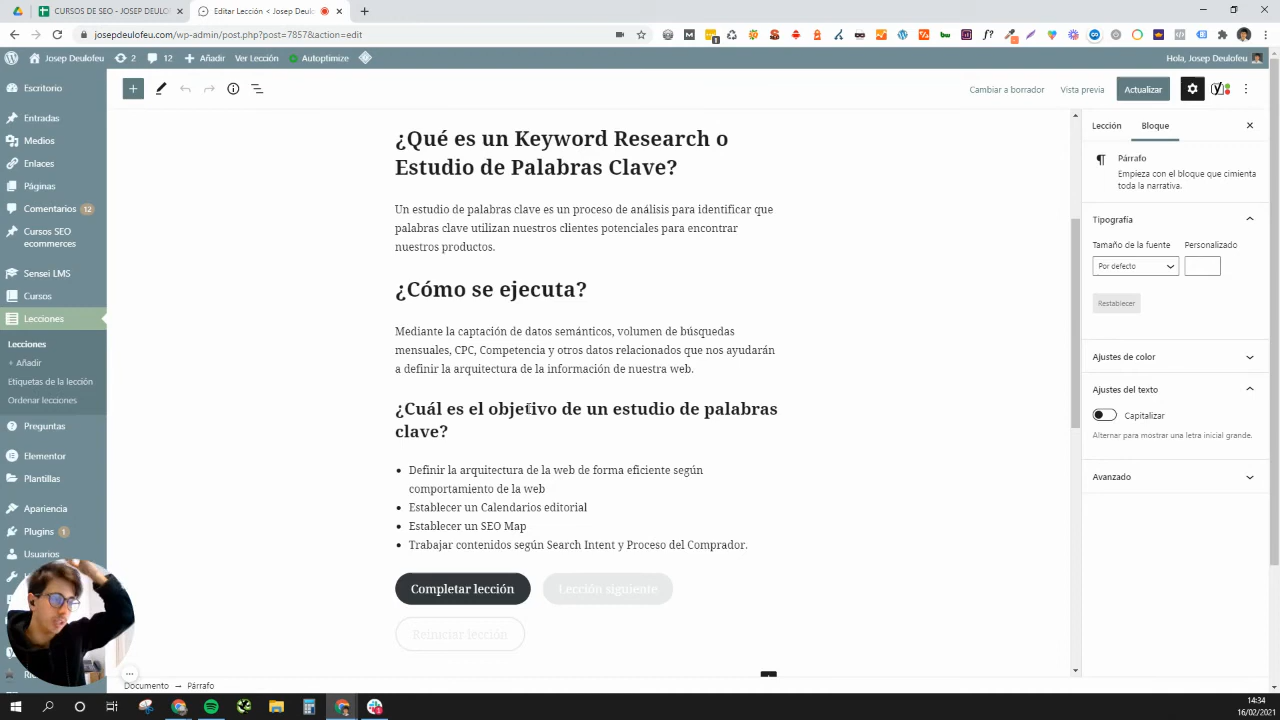 CURSOS DE SEO - JOSEP DEULOFEU
Editar Lección < Josep Deulof
josepdeulofeu.com/wp-admin/post.php?post=7857&action=edit
Josep Deulofeu
2
12
Añadir
Ver Lección
Autoptimize
Hola, Josep Deulofeu
Escritorio
Entradas
Medios
Enlaces
Páginas
Comentarios 12
Cursos SEO
ecommerces
Sensei LMS
Cursos
Lecciones
Lecciones
+ Añadir
Etiquetas de la lección
Ordenar lecciones
Preguntas
Elementor
Plantillas
Apariencia
Plugins 1
Usuarios
Cambiar a borrador
Vista previa
Actualizar
¿Qué es un Keyword Research o
Estudio de Palabras Clave?
Un estudio de palabras clave es un proceso de análisis para identificar que
palabras clave utilizan nuestros clientes potenciales para encontrar
nuestros productos.
¿Cómo se ejecuta?
Mediante la captación de datos semánticos, volumen de búsquedas
mensuales, CPC, Competencia y otros datos relacionados que nos ayudarán
a definir la arquitectura de la información de nuestra web.
¿Cuál es el objetivo de un estudio de palabras
clave?
Definir la arquitectura de la web de forma eficiente según
comportamiento de la web
Establecer un Calendarios editorial
Establecer un SEO Map
Trabajar contenidos según Search Intent y Proceso del Comprador.
Completar lección
Lección siguiente
Reiniciar lección
Documento → Párrafo
Lección
Bloque
Párrafo
Empieza con el bloque que cimienta
toda la narrativa.
Tipografía
Tamaño de la fuente
Personalizado
Por defecto
Restablecer
Ajustes de color
Ajustes del texto
Capitalizar
Alternar para mostrar una letra inicial grande.
Avanzado
14:34
16/02/2021